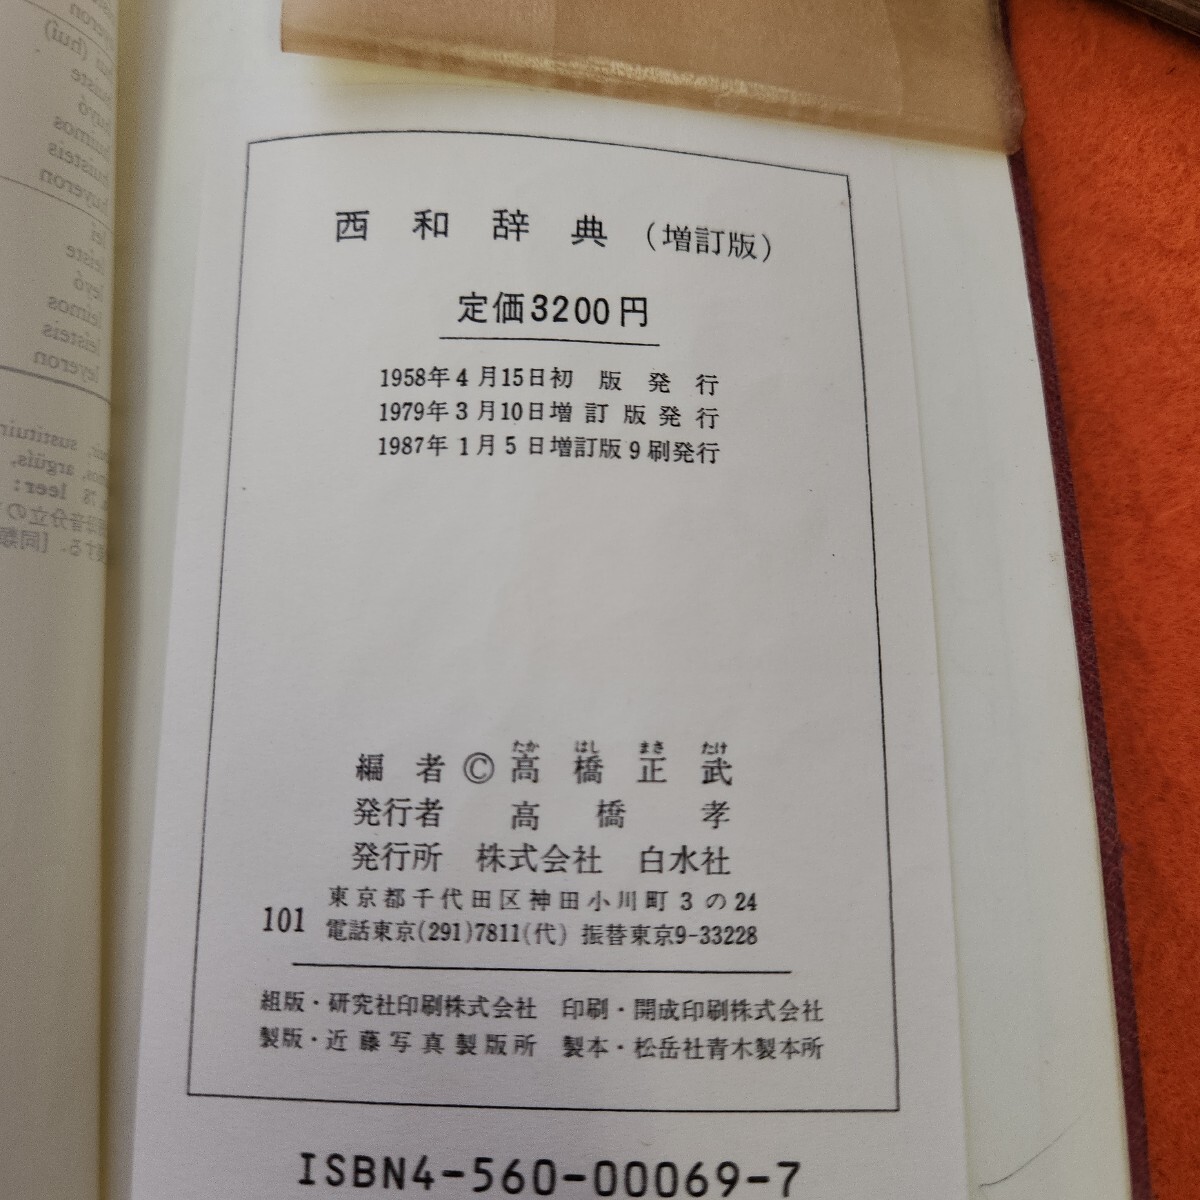 西和辞典(増訂版)
定価3200円
1958年4月15日初版発行
1979年3月10日増訂版発行
1987年1月5日増訂版9刷発行
たか はし まさ たけ
編者©高橋正武
発行者 高橋孝
発行所 株式会社 白水社
東京都千代田区神田小川町3の24
101 電話東京(291)7811(代) 振替東京9-33228
組版・研究社印刷株式会社 印刷・開成印刷株式会社
製版・近藤写真製版所 製本・松岳社青木製本所
ISBN4-560-00069-7